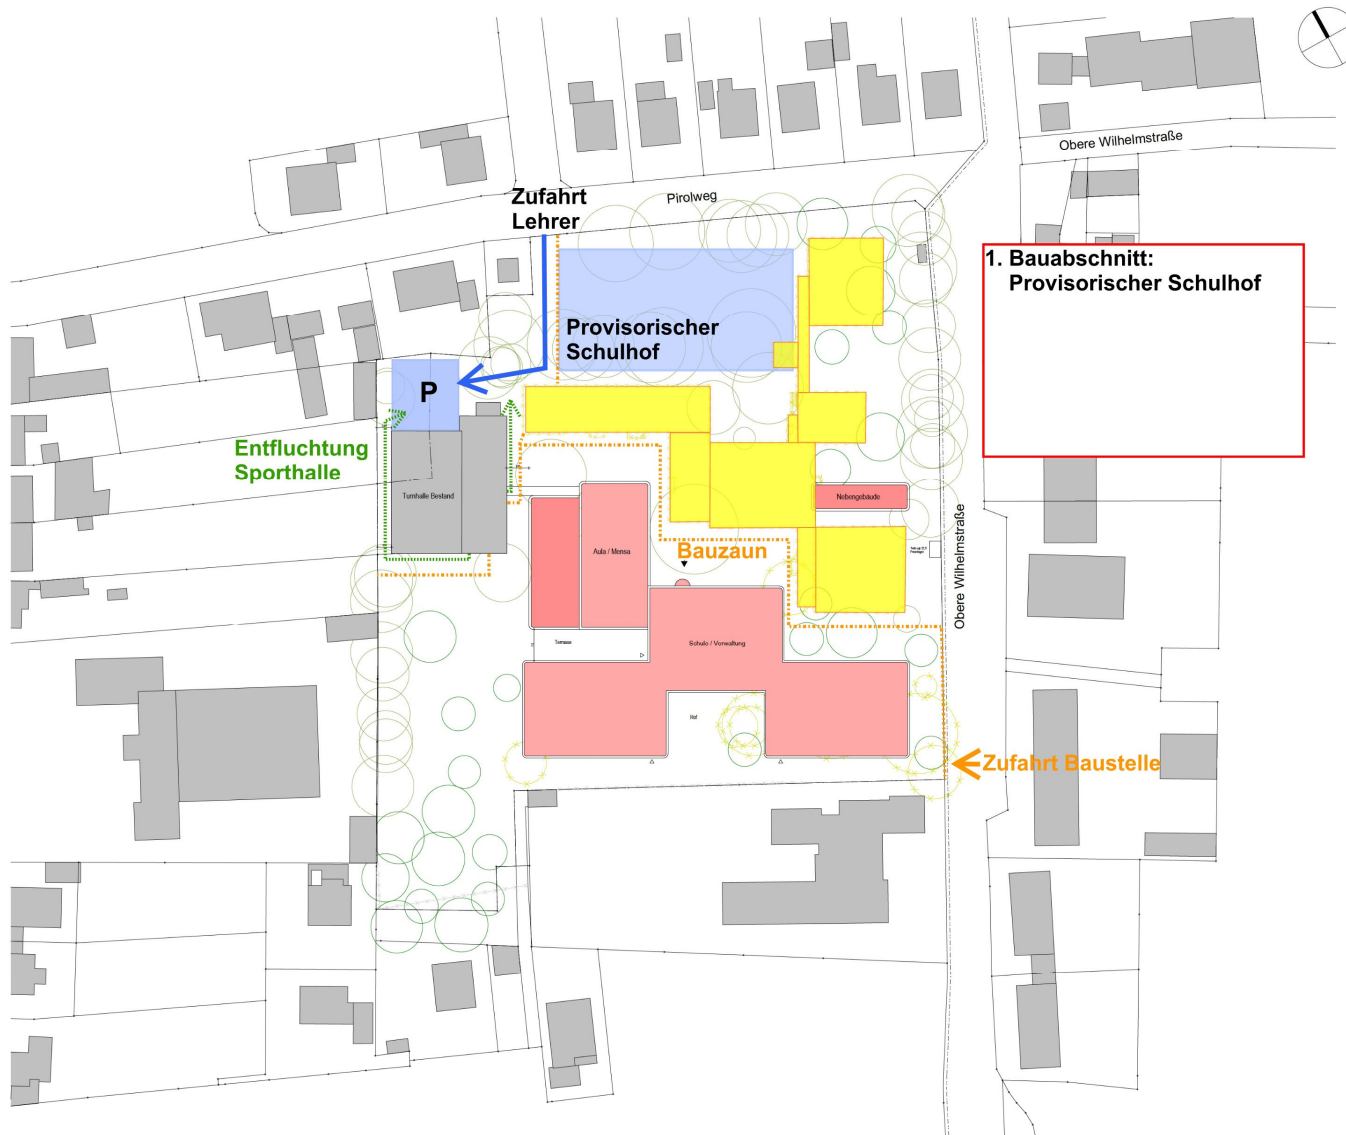 Obere Wilhelmstraße
Zufahrt
Lehrer
Pirolweg
1. Bauabschnitt:
Provisorischer Schulhof
Provisorischer
Schulhof
P
Entfluchtung
Sporthalle
Turnhalle Bestand
Aula / Mensa
Nebengebäude
Bauzaun
Obere Wilhelmstraße
Terrasse
Schule / Verwaltung
Hof
Zufahrt Baustelle